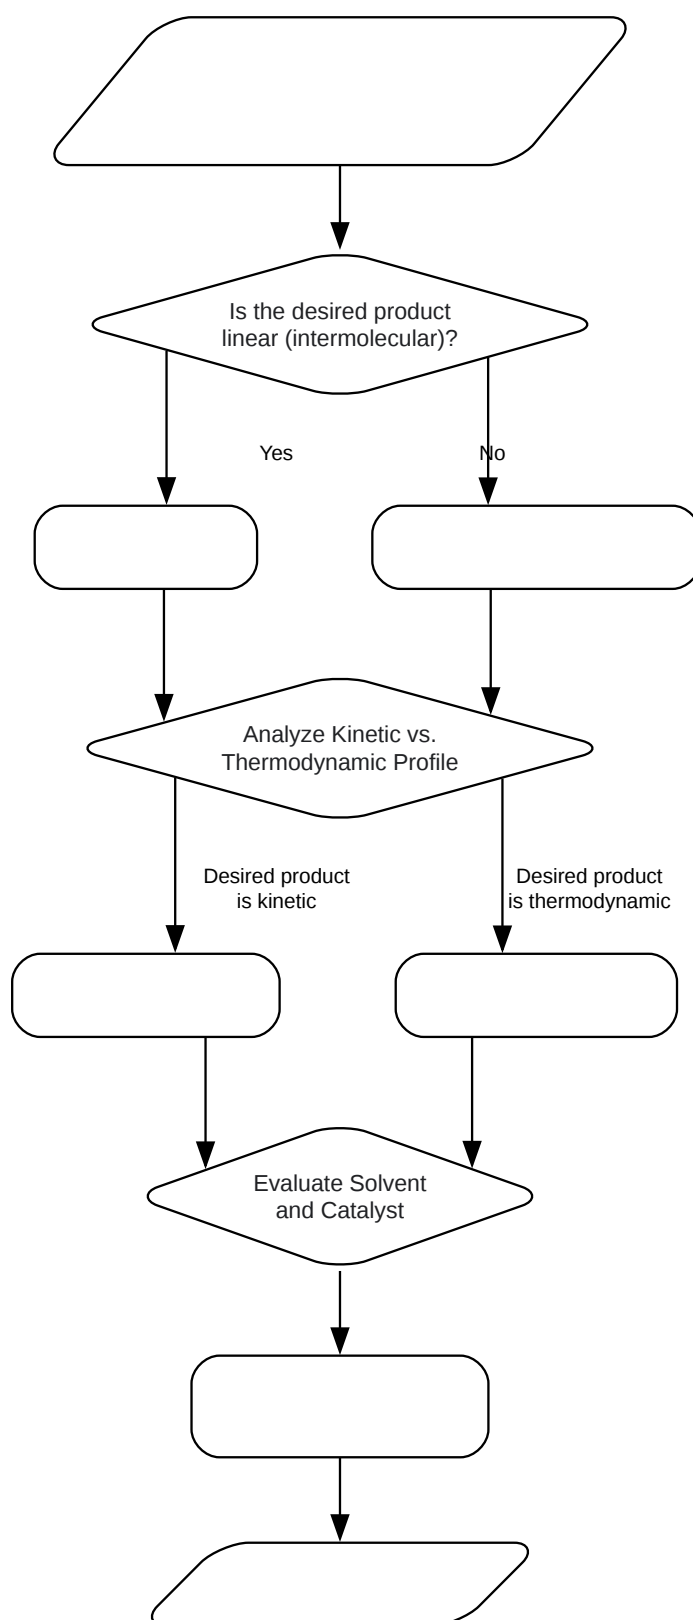 Is the desired product
linear (intermolecular)?
Yes
No
Analyze Kinetic vs.
Thermodynamic Profile
Desired product
is kinetic
Desired product
is thermodynamic
Evaluate Solvent
and Catalyst